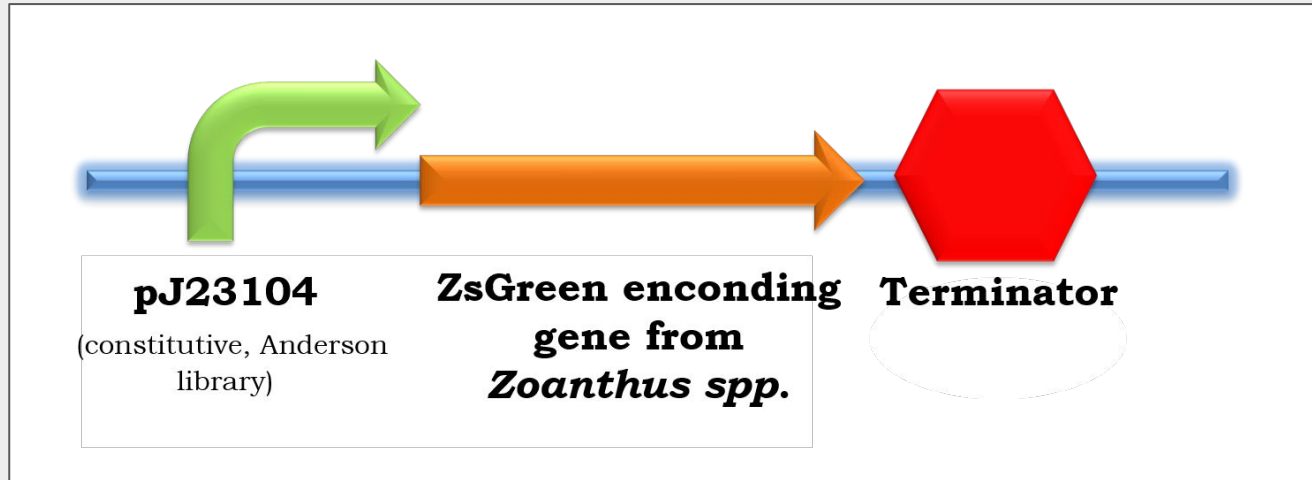 pJ23104
(constitutive, Anderson
library)
ZsGreen enconding
gene from
Zoanthus spp.
Terminator